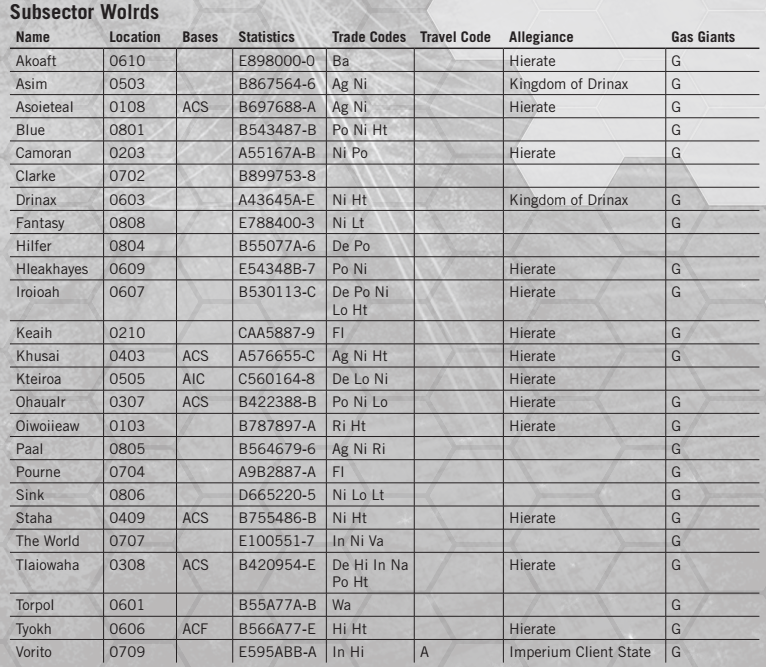 Subsector Wolrds
Name Location Bases Statistics Trade Codes Travel Code Allegiance Gas Giants
Akoaft 0610 E898000-0 Ba Hierate G
Asim 0503 B867564-6 Ag Ni Kingdom of Drinax G
Asoieteal 0108 ACS B697688-A Ag Ni Hierate G
Blue 0801 B543487-B Po Ni Ht G
Camoran 0203 A55167A-B Ni Po Hierate G
Clarke 0702 B899753-8
Drinax 0603 A43645A-E Ni Ht Kingdom of Drinax G
Fantasy 0808 E788400-3 Ni Lt G
Hilfer 0804 B55077A-6 De Po
Hleakhayes 0609 E54348B-7 Po Ni Hierate G
Iroioah 0607 B530113-C De Po Ni Hierate G
Lo Ht
Keaih 0210 CAA5887-9 Fl Hierate G
Khusai 0403 ACS A576655-C Ag Ni Ht Hierate G
Kteiroa 0505 AIC C560164-8 De Lo Ni Hierate
Ohaualr 0307 ACS B422388-B Po Ni Lo Hierate G
Oiwoiieaw 0103 B787897-A Ri Ht Hierate G
Paal 0805 B564679-6 Ag Ni Ri G
Pourne 0704 A9B2887-A Fl G
Sink 0806 D665220-5 Ni Lo Lt G
Staha 0409 ACS B755486-B Ni Ht Hierate G
The World 0707 E100551-7 In Ni Va G
Tlaiowaha 0308 ACS B420954-E De Hi In Na Hierate G
Po Ht
Torpol 0601 B55A77A-B Wa G
Tyokh 0606 ACF B566A77-E Hi Ht Hierate G
Vorito 0709 E595ABB-A In Hi A Imperium Client State G